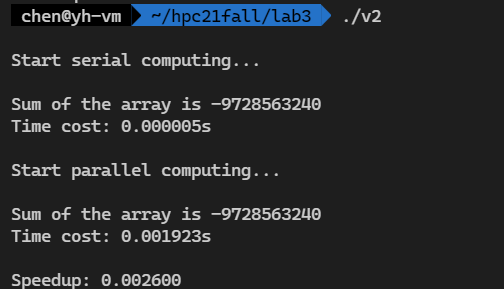 chen@yh-vm ~/hpc21fall/lab3 ./v2
Start serial computing...
Sum of the array is -9728563240
Time cost: 0.000005s
Start parallel computing...
Sum of the array is -9728563240
Time cost: 0.001923s
Speedup: 0.002600